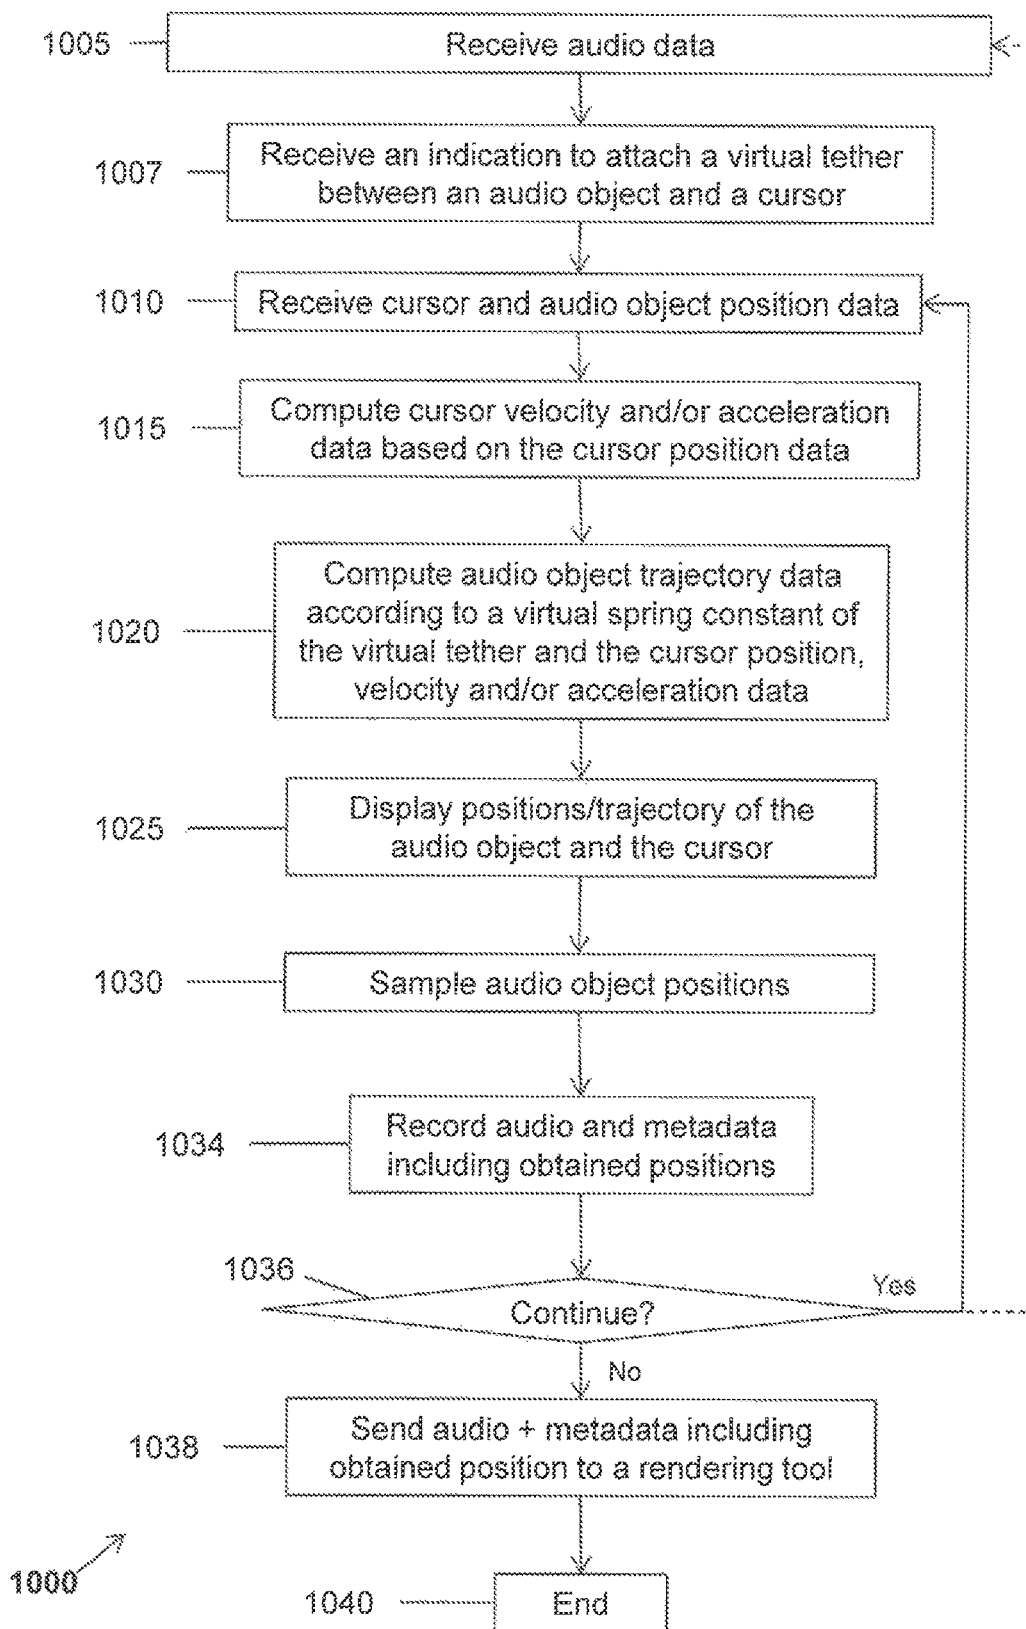 1005
Receive audio data
1007
Receive an indication to attach a virtual tether
between an audio object and a cursor
1010
Receive cursor and audio object position data
1015
Compute cursor velocity and/or acceleration
data based on the cursor position data
1020
Compute audio object trajectory data
according to a virtual spring constant of
the virtual tether and the cursor position,
velocity and/or acceleration data
1025
Display positions/trajectory of the
audio object and the cursor
1030
Sample audio object positions
1034
Record audio and metadata
including obtained positions
1036
Continue?
Yes
No
1038
Send audio + metadata including
obtained position to a rendering tool
1000
1040
End